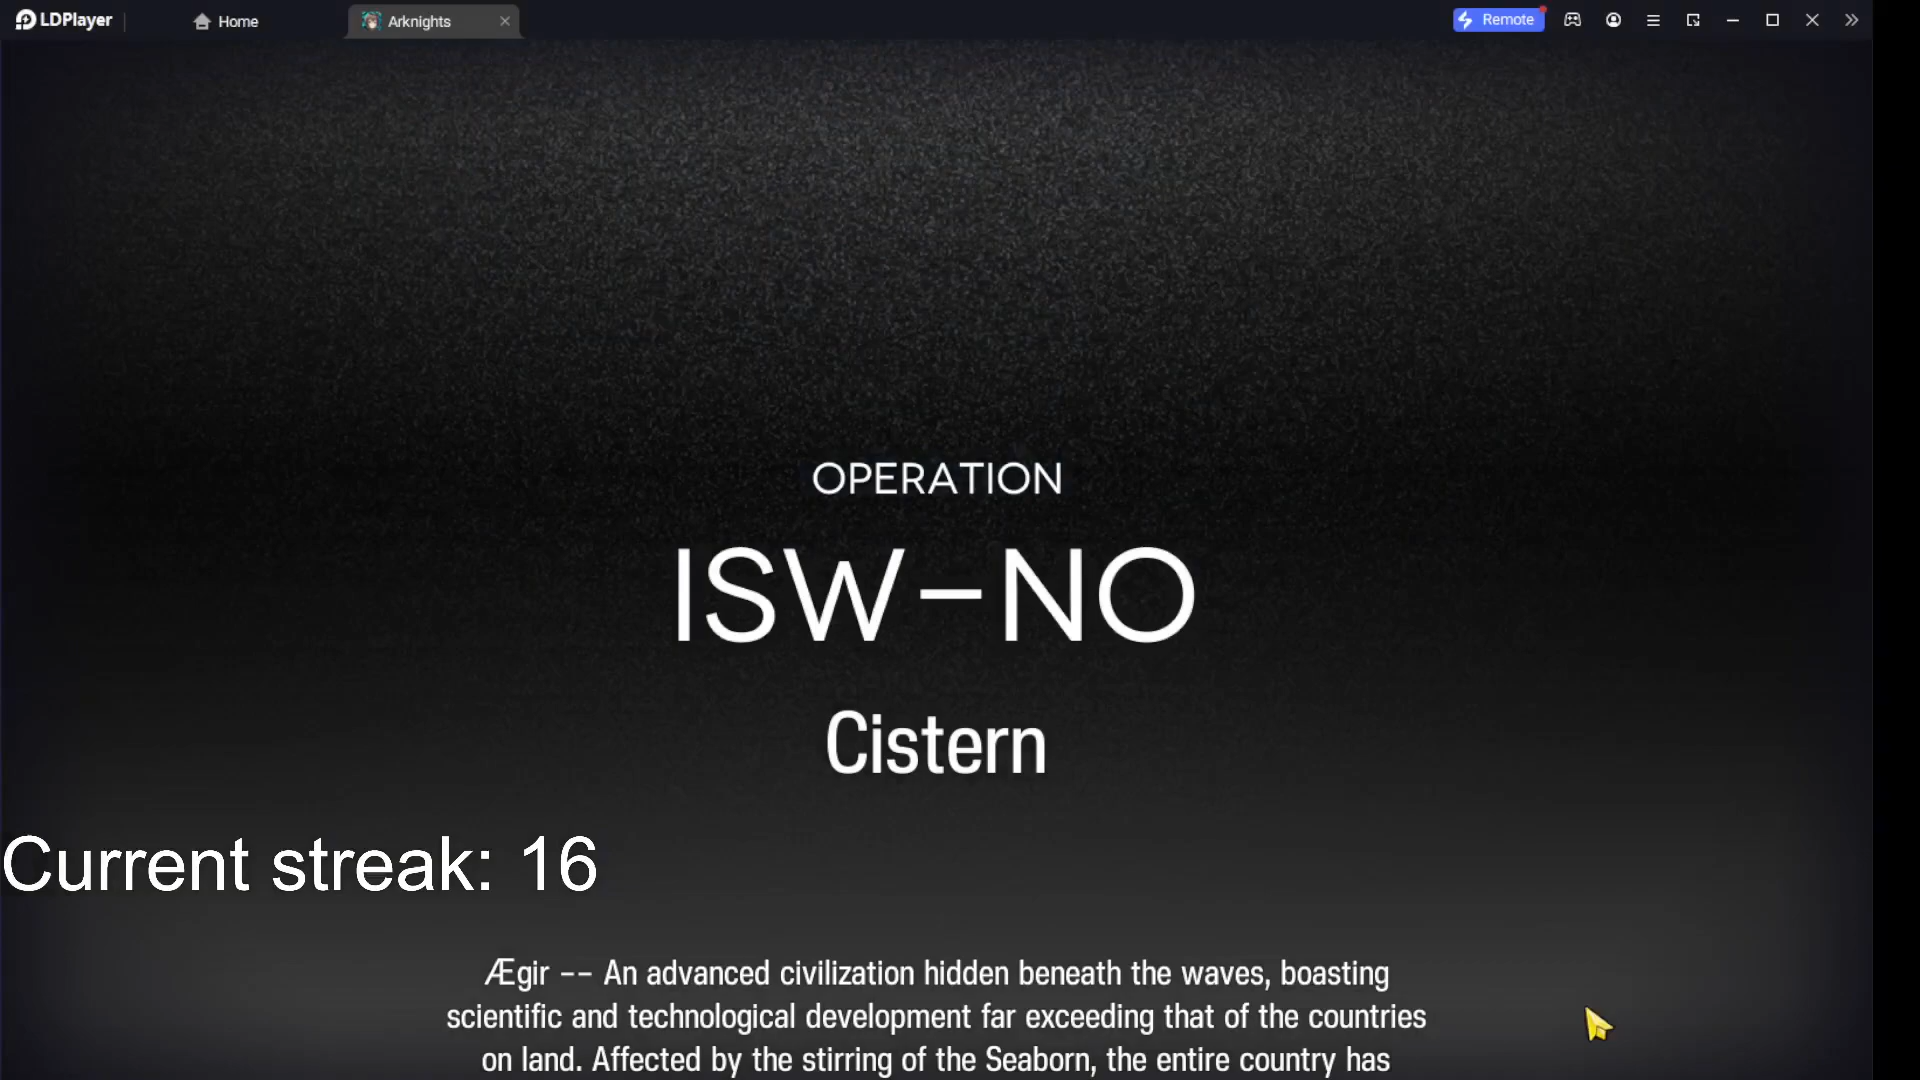 LDPlayer
Home
Arknights
Remote
OPERATION
ISW-NO
Cistern
Current streak: 16
Ægir -- An advanced civilization hidden beneath the waves, boasting
scientific and technological development far exceeding that of the countries
on land. Affected by the stirring of the Seaborn, the entire country has